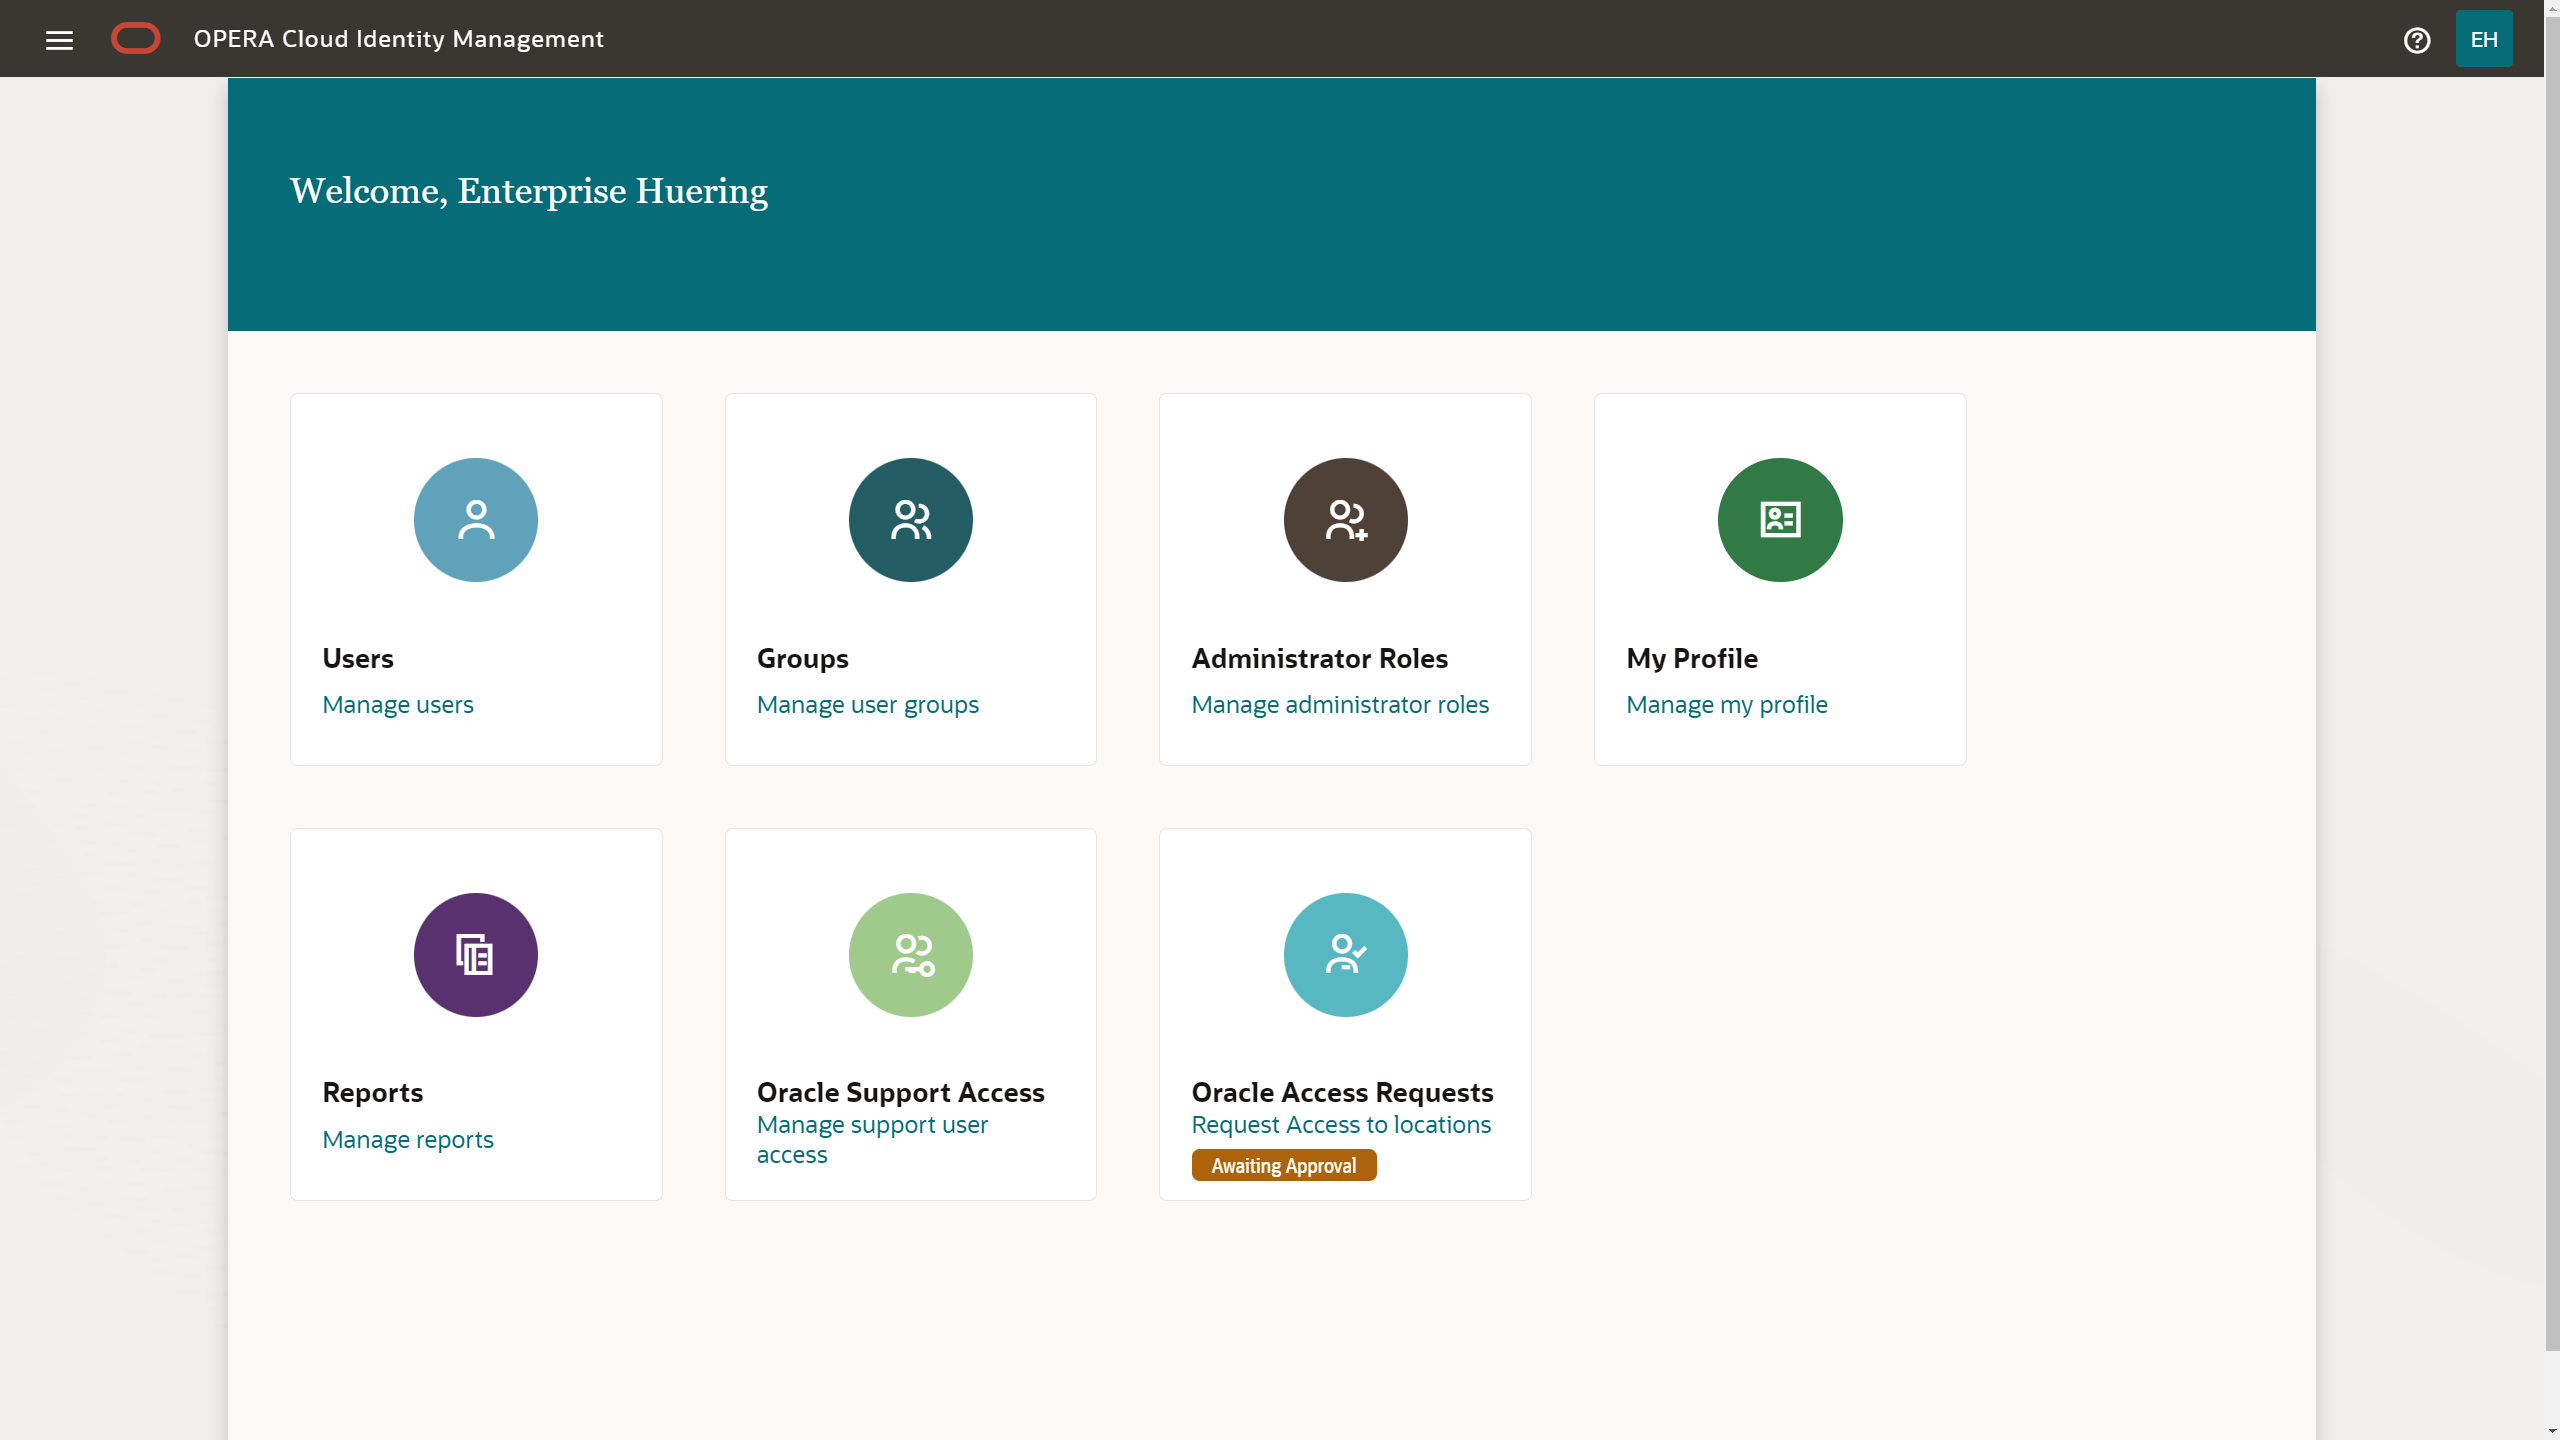 OPERA Cloud Identity Management
EH
Welcome, Enterprise Huering
Users
Manage users
Groups
Manage user groups
Administrator Roles
Manage administrator roles
My Profile
Manage my profile
Reports
Manage reports
Oracle Support Access
Manage support user
access
Oracle Access Requests
Request Access to locations
Awaiting Approval